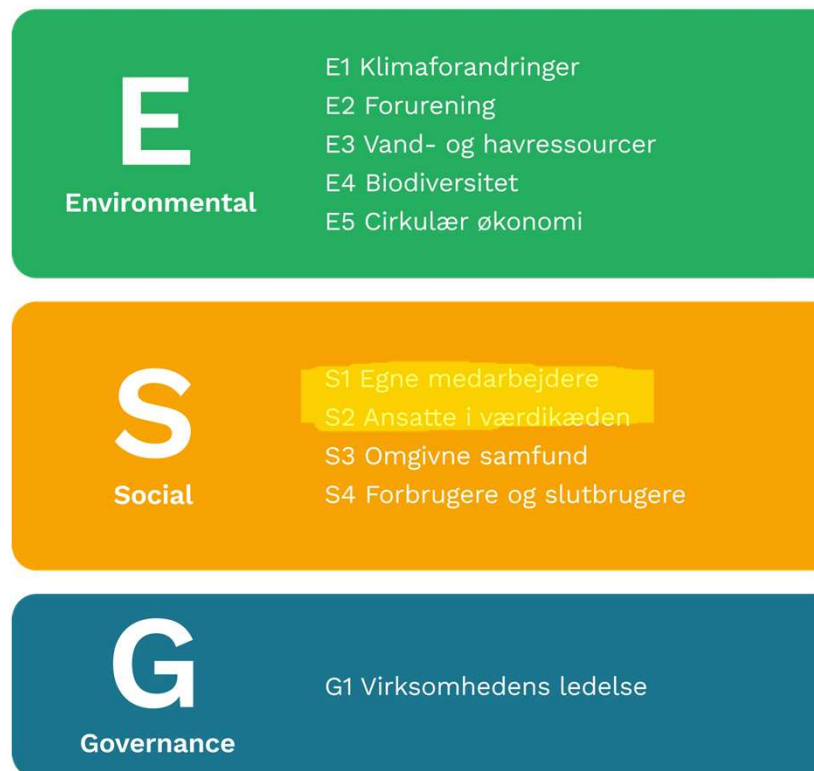 E
Environmental
E1 Klimaforandringer
E2 Forurening
E3 Vand- og havressourcer
E4 Biodiversitet
E5 Cirkulær økonomi
S
Social
S1 Egne medarbejdere
S2 Ansatte i værdikæden
S3 Omgivne samfund
S4 Forbrugere og slutbrugere
G
Governance
G1 Virksomhedens ledelse